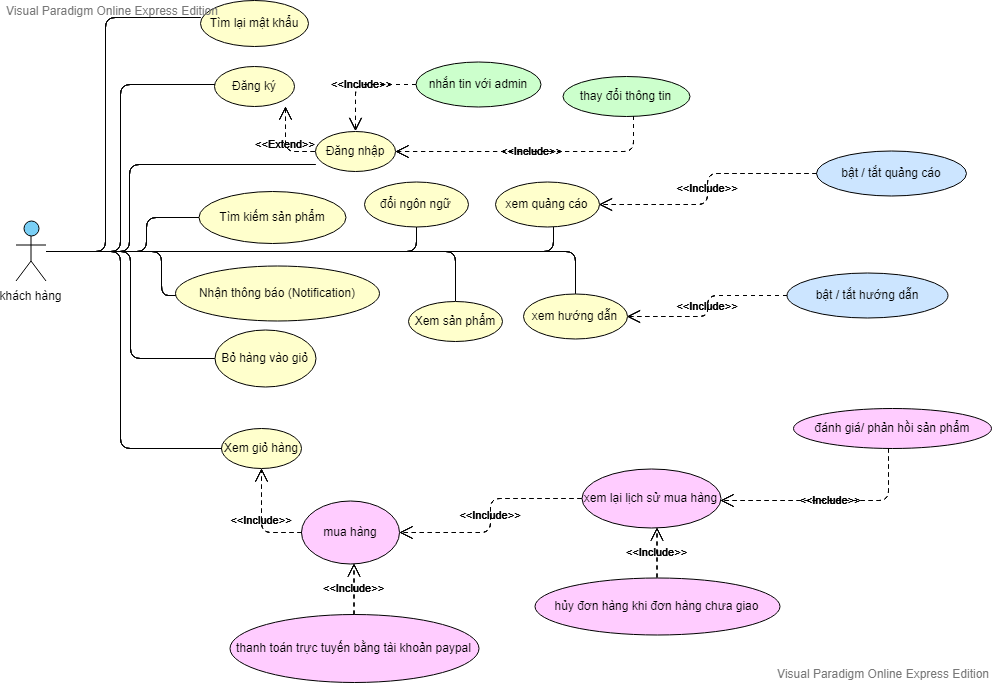 Visual Paradigm Online Express Edition
Tìm lại mật khẩu
Đăng ký
<<Include>>
nhắn tin với admin
thay đổi thông tin
<<Extend>>
Đăng nhập
<<Include>>
bật / tắt quảng cáo
<<Include>>
Tìm kiếm sản phẩm
đổi ngôn ngữ
xem quảng cáo
khách hàng
Nhận thông báo (Notification)
Xem sản phẩm
xem hướng dẫn
<<Include>>
bật / tắt hướng dẫn
Bỏ hàng vào giỏ
Xem giỏ hàng
đánh giá/ phản hồi sản phẩm
<<Include>>
mua hàng
<<Include>>
xem lại lịch sử mua hàng
<<Include>>
<<Include>>
hủy đơn hàng khi đơn hàng chưa giao
<<Include>>
thanh toán trực tuyến bằng tài khoản paypal
Visual Paradigm Online Express Edition